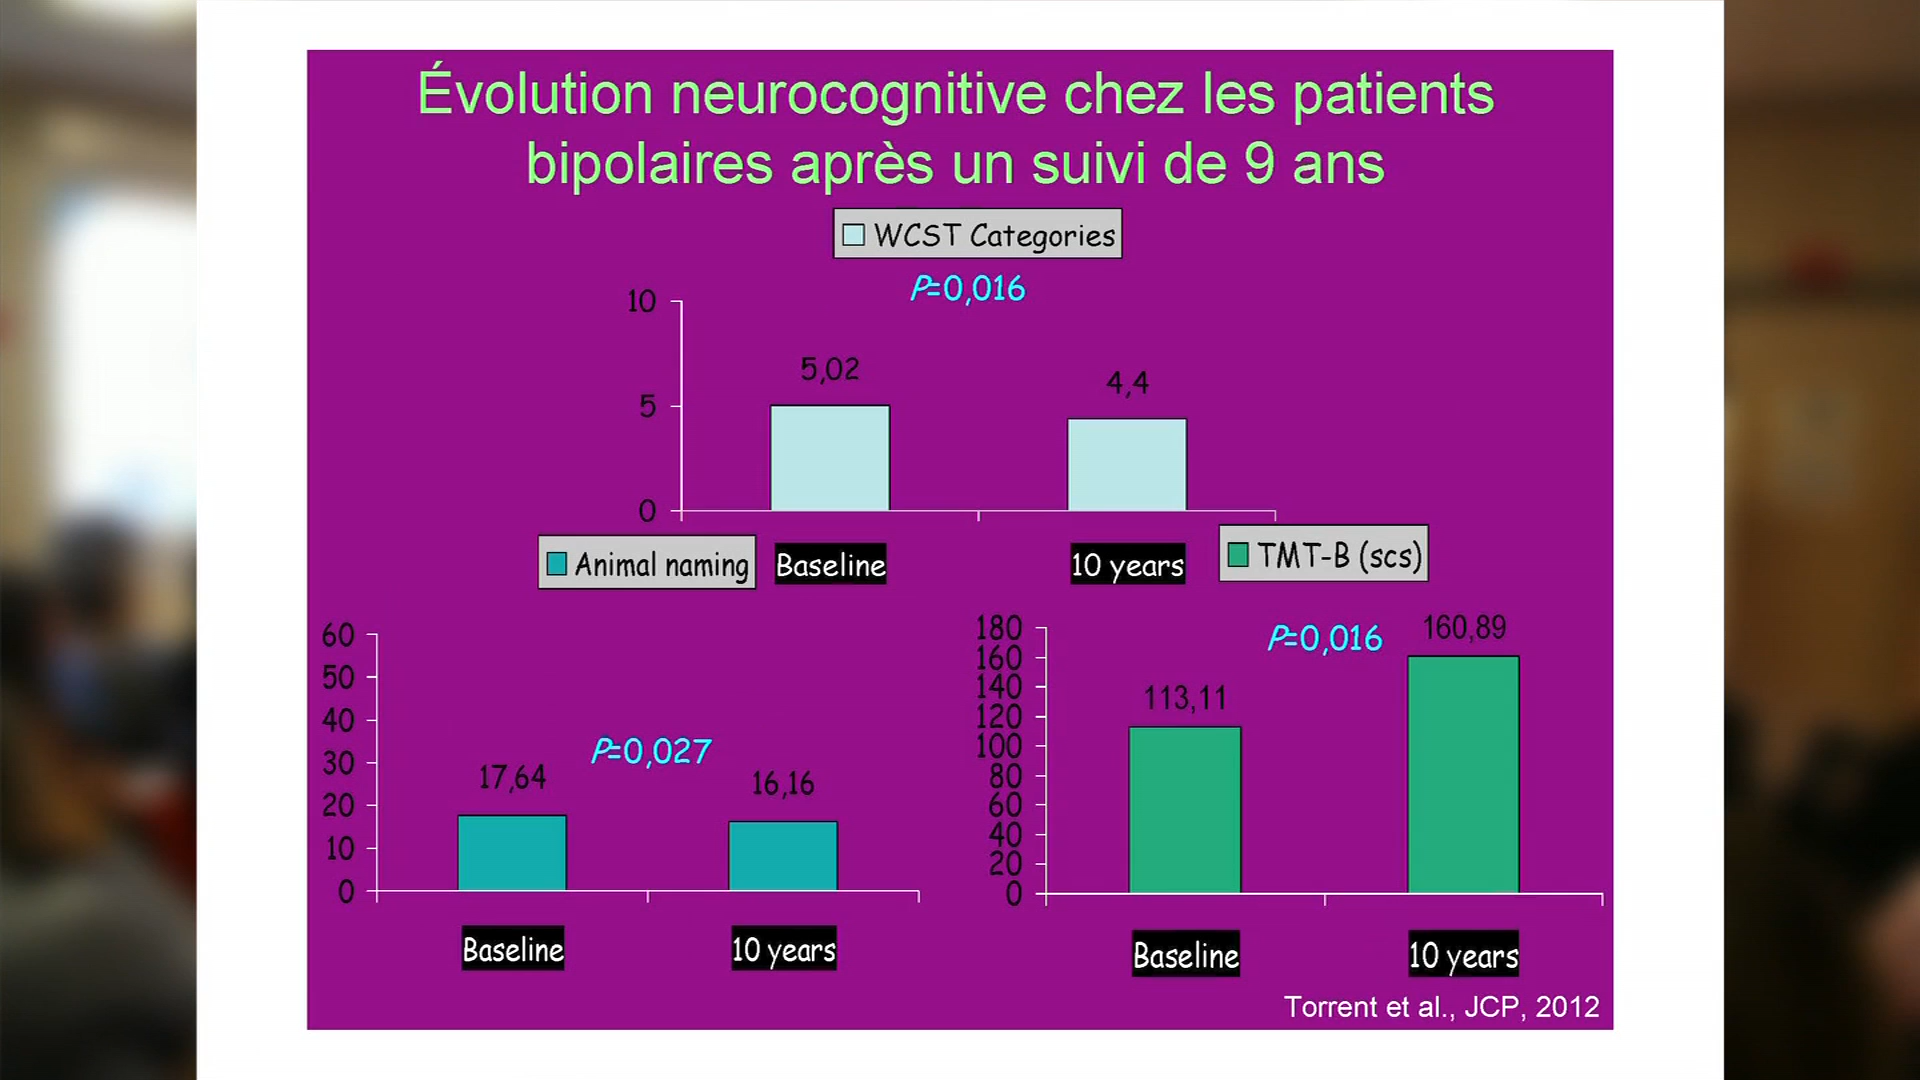 Évolution neurocognitive chez les patients
bipolaires après un suivi de 9 ans
WCST Categories
P=0,016
10
5
0
5,02
4,4
Baseline
10 years
Animal naming
60
50
40
30
20
10
0
P=0,027
17,64
16,16
Baseline
10 years
TMT-B (scs)
180
160
140
120
100
80
60
40
20
0
P=0,016
113,11
160,89
Baseline
10 years
Torrent et al., JCP, 2012